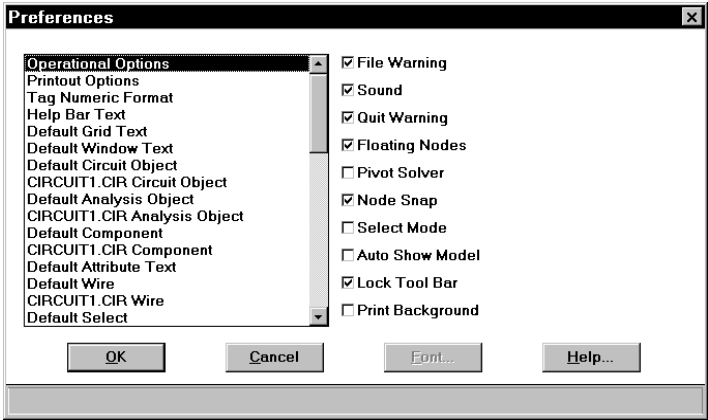 Preferences
Operational Options
Printout Options
Tag Numeric Format
Help Bar Text
Default Grid Text
Default Window Text
Default Circuit Object
CIRCUIT1.CIR Circuit Object
Default Analysis Object
CIRCUIT1.CIR Analysis Object
Default Component
CIRCUIT1.CIR Component
Default Attribute Text
Default Wire
CIRCUIT1.CIR Wire
Default Select
File Warning
Sound
Quit Warning
Floating Nodes
Pivot Solver
Node Snap
Select Mode
Auto Show Model
Lock Tool Bar
Print Background
OK
Cancel
Font...
Help...